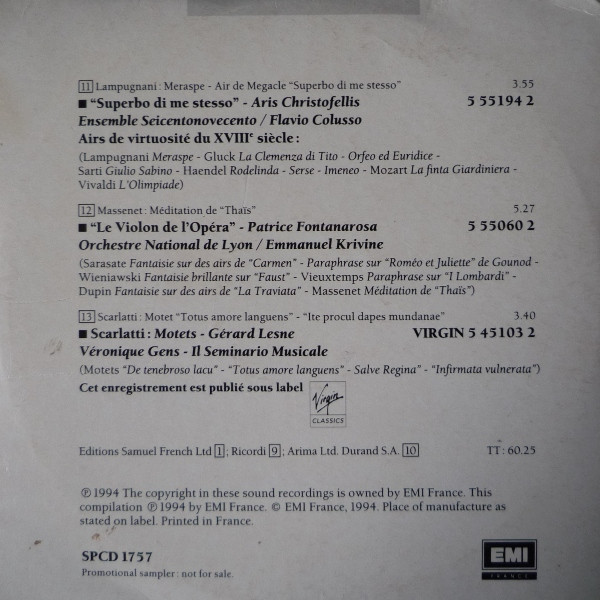 11 Lampugnani : Meraspe - Air de Megacle "Superbo di me stesso" 3.55
■ "Superbo di me stesso" - Aris Christofellis 5 55194 2
Ensemble Seicentonovecento / Flavio Colusso
Airs de virtuosité du XVIIIe siècle :
(Lampugnani Meraspe - Gluck La Clemenza di Tito - Orfeo ed Euridice -
Sarti Giulio Sabino - Haendel Rodelinda - Serse - Imeneo - Mozart La finta Giardiniera -
Vivaldi L'Olimpiade)
12 Massenet : Méditation de "Thaïs" 5.27
■ "Le Violon de l'Opéra" - Patrice Fontanarosa 5 55060 2
Orchestre National de Lyon / Emmanuel Krivine
(Sarasate Fantaisie sur des airs de "Carmen" - Paraphrase sur "Roméo et Juliette" de Gounod -
Wieniawski Fantaisie brillante sur "Faust" - Vieuxtemps Paraphrase sur "I Lombardi" -
Dupin Fantaisie sur des airs de "La Traviata" - Massenet Méditation de "Thaïs")
13 Scarlatti : Motet "Totus amore languens" - "Ite procul dapes mundanae" 3.40
■ Scarlatti : Motets - Gérard Lesne VIRGIN 5 45103 2
Véronique Gens - Il Seminario Musicale
(Motets "De tenebroso lacu" - "Totus amore languens" - Salve Regina" - "Infirmata vulnerata")
Cet enregistrement est publié sous label Virgin
CLASSICS
Editions Samuel French Ltd 1 ; Ricordi 9 ; Arima Ltd. Durand S.A. 10 TT : 60.25
℗ 1994 The copyright in these sound recordings is owned by EMI France. This
compilation ℗ 1994 by EMI France. © EMI France, 1994. Place of manufacture as
stated on label. Printed in France.
SPCD 1757
Promotional sampler : not for sale.
EMI
FRANCE